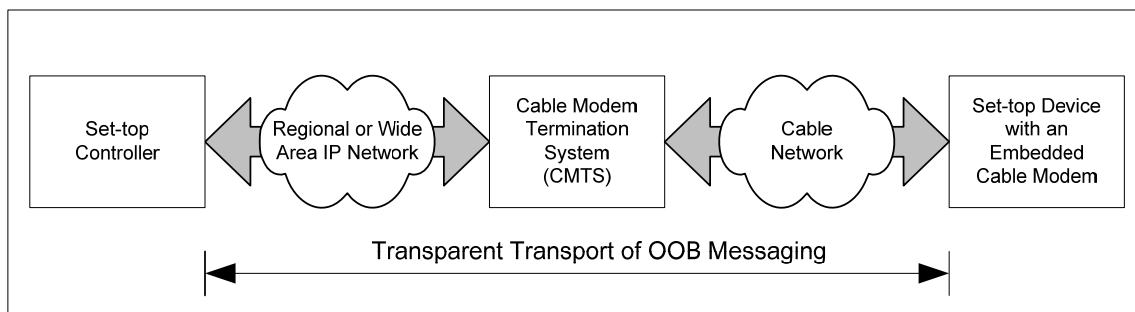 Set-top
Controller
Regional or Wide
Area IP Network
Cable Modem
Termination
System
(CMTS)
Cable
Network
Set-top Device
with an
Embedded
Cable Modem
Transparent Transport of OOB Messaging